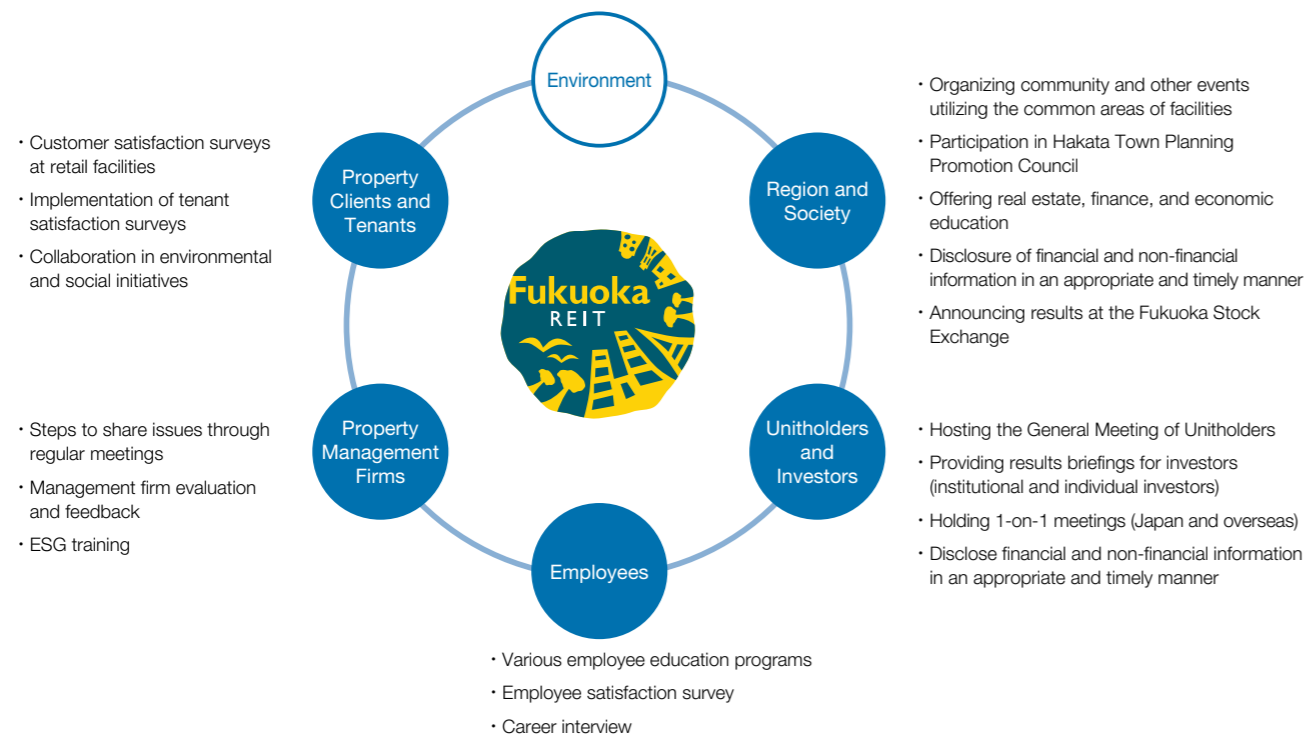 Environment
・Customer satisfaction surveys
at retail facilities
・Implementation of tenant
satisfaction surveys
・Collaboration in environmental
and social initiatives
Property
Clients and
Tenants
Region and
Society
・Organizing community and other events
utilizing the common areas of facilities
・Participation in Hakata Town Planning
Promotion Council
・Offering real estate, finance, and economic
education
・Disclosure of financial and non-financial
information in an appropriate and timely manner
・Announcing results at the Fukuoka Stock
Exchange
Fukuoka
REIT
・Steps to share issues through
regular meetings
・Management firm evaluation
and feedback
・ESG training
Property
Management
Firms
Unitholders
and
Investors
・Hosting the General Meeting of Unitholders
・Providing results briefings for investors
(institutional and individual investors)
・Holding 1-on-1 meetings (Japan and overseas)
・Disclose financial and non-financial information
in an appropriate and timely manner
Employees
・Various employee education programs
・Employee satisfaction survey
・Career interview